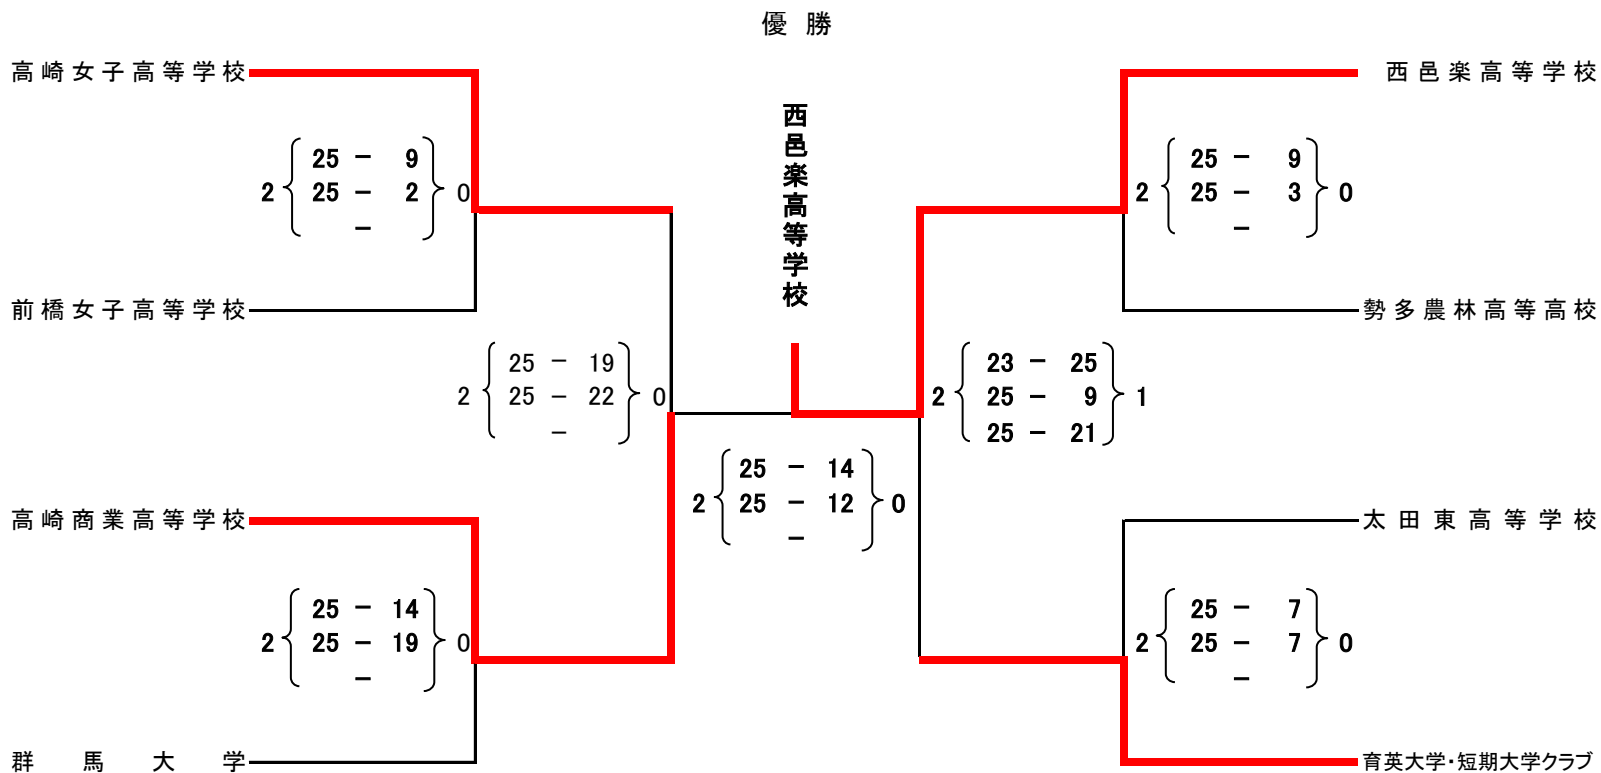 優勝
高崎女子高等学校
西邑楽高等学校
西邑楽高等学校
25 - 9
2 25 - 2 0
-
25 - 9
2 25 - 3 0
-
前橋女子高等学校
勢多農林高等高校
25 - 19
2 25 - 22 0
-
23 - 25
2 25 - 9 1
25 - 21
25 - 14
2 25 - 12 0
-
高崎商業高等学校
太田東高等学校
25 - 14
2 25 - 19 0
-
25 - 7
2 25 - 7 0
-
群馬大学
育英大学・短期大学クラブ